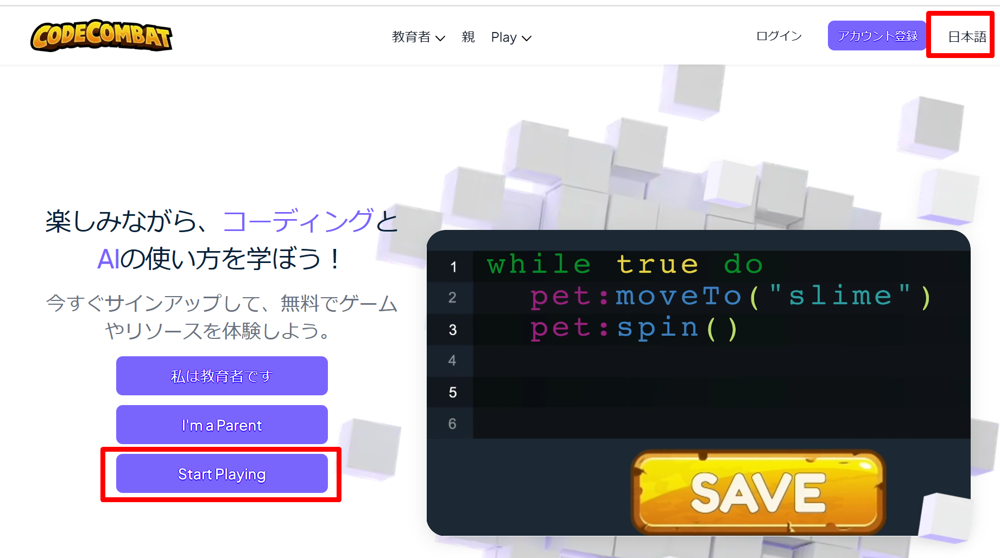 CODECOMBAT
教育者 親 Play ログイン アカウント登録 日本語
楽しみながら、コーディングと
AIの使い方を学ぼう！
今すぐサインアップして、無料でゲーム
やリソースを体験しよう。
私は教育者です
I'm a Parent
Start Playing
1 while true do
2 pet:moveTo("slime")
3 pet:spin()
4
5
6
SAVE